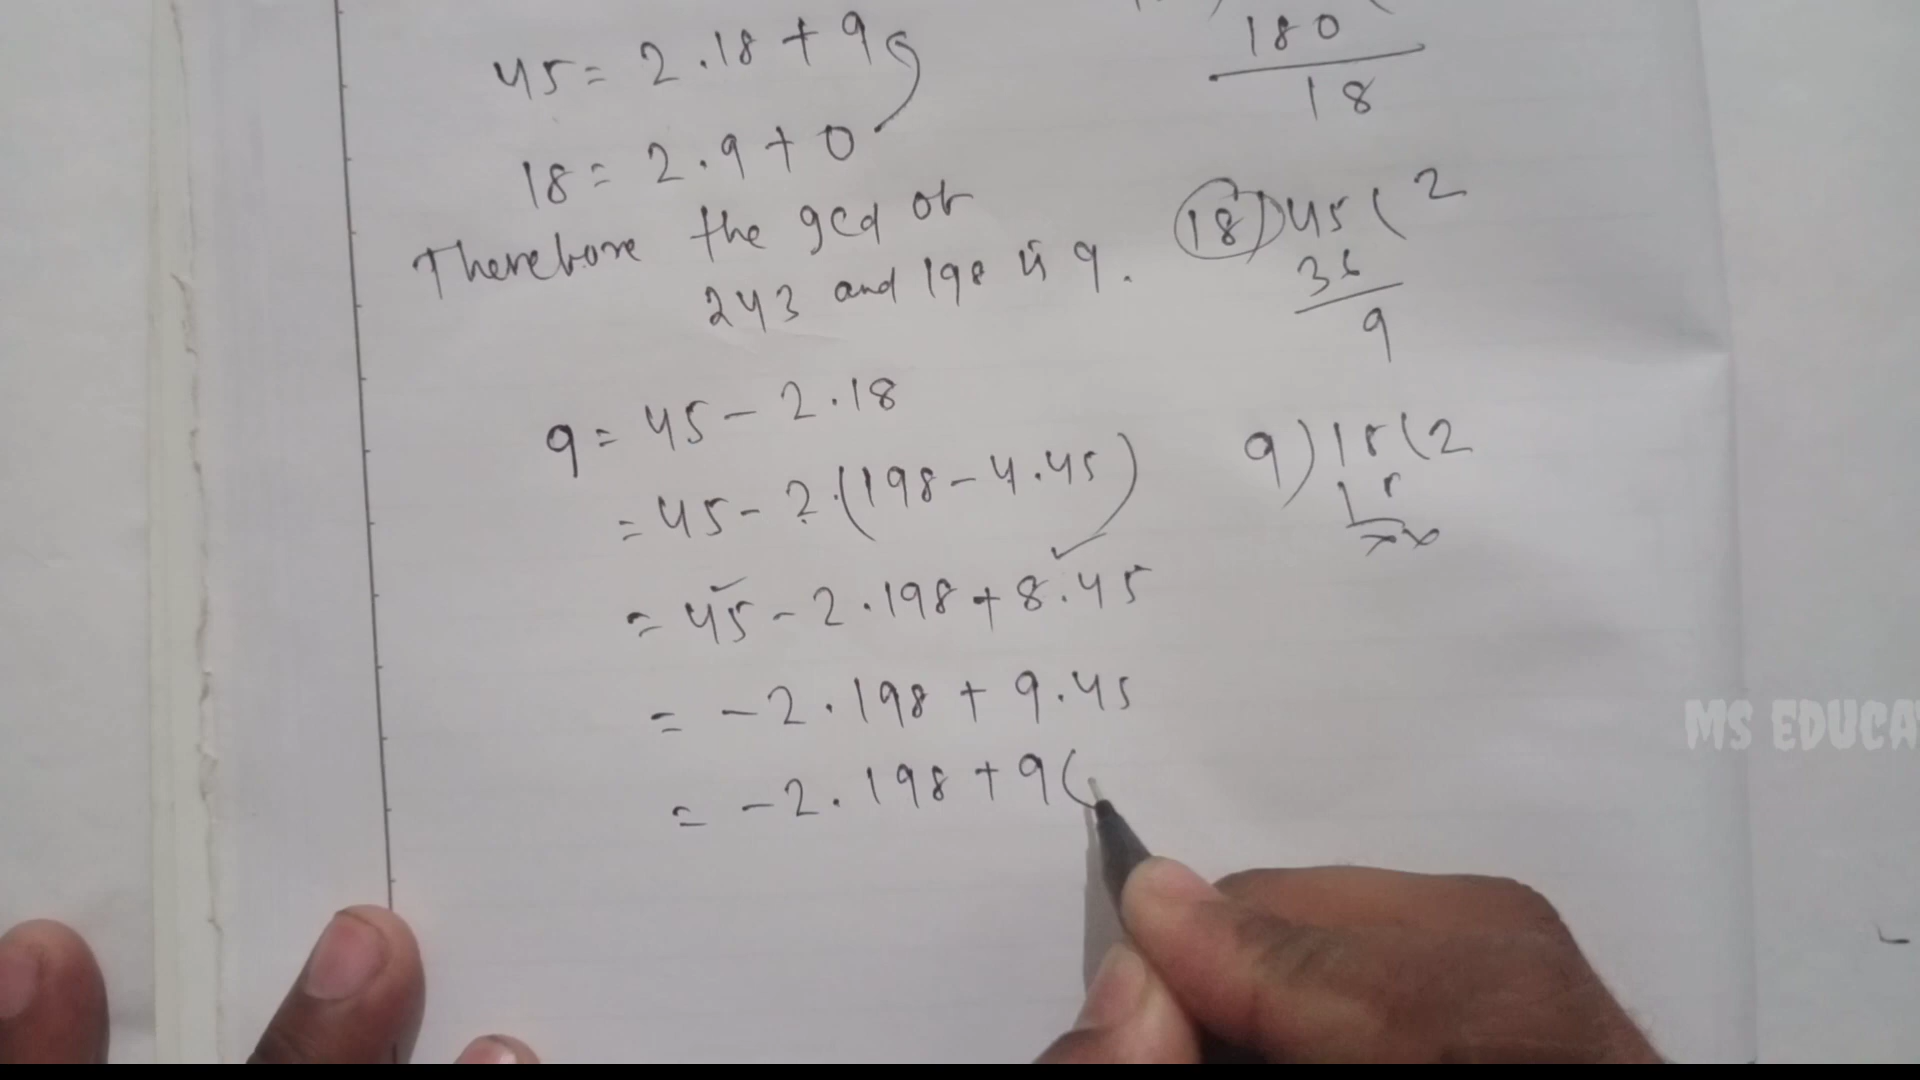 45 = 2.18 + 9
18 = 2.9 + 0
Therefore the gcd of
243 and 198 is 9.
9 = 45 - 2.18
= 45 - 2.(198 - 4.45)
= 45 - 2.198 + 8.45
= -2.198 + 9.45
= -2.198 + 9(
180
18
18)45(2
36
9
9)18(2
18
MS EDUCA